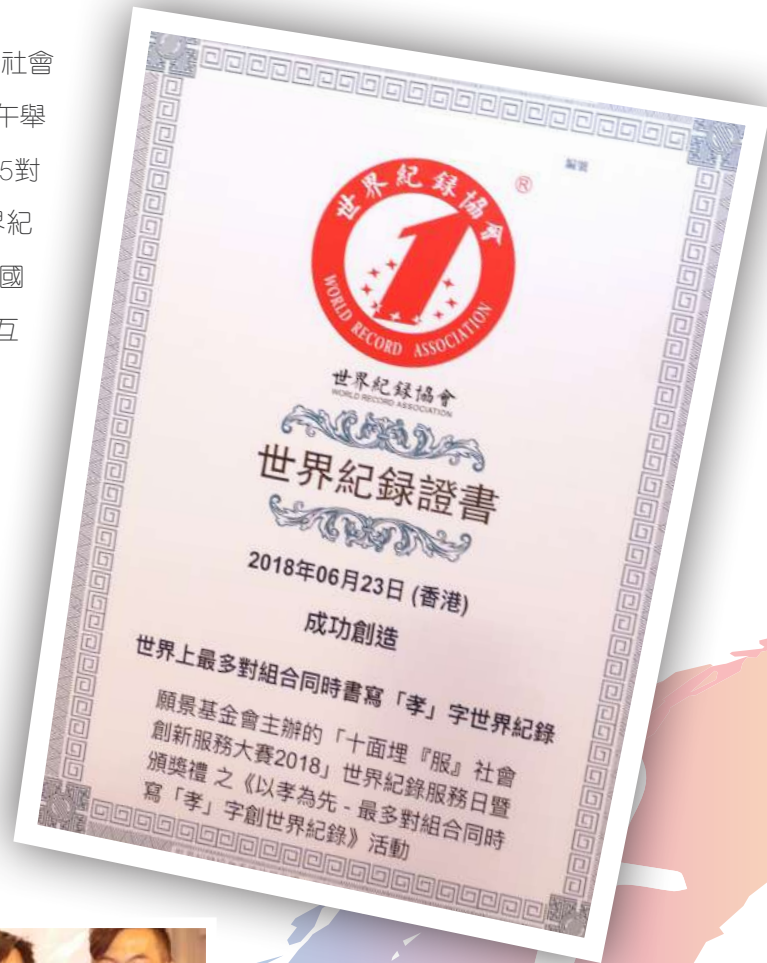 社會
午舉
5對
界紀
國
互
編號
世界紀録協會
®
WORLD RECORD ASSOCIATION
世界紀録協會
WORLD RECORD ASSOCIATION
世界紀録證書
2018年06月23日 (香港)
成功創造
世界上最多對組合同時書寫「孝」字世界紀錄
願景基金會主辦的「十面埋『服』社會
創新服務大賽2018」世界紀錄服務日暨
頒獎禮 之《以孝為先 - 最多對組合同時
寫「孝」字創世界紀錄》活動